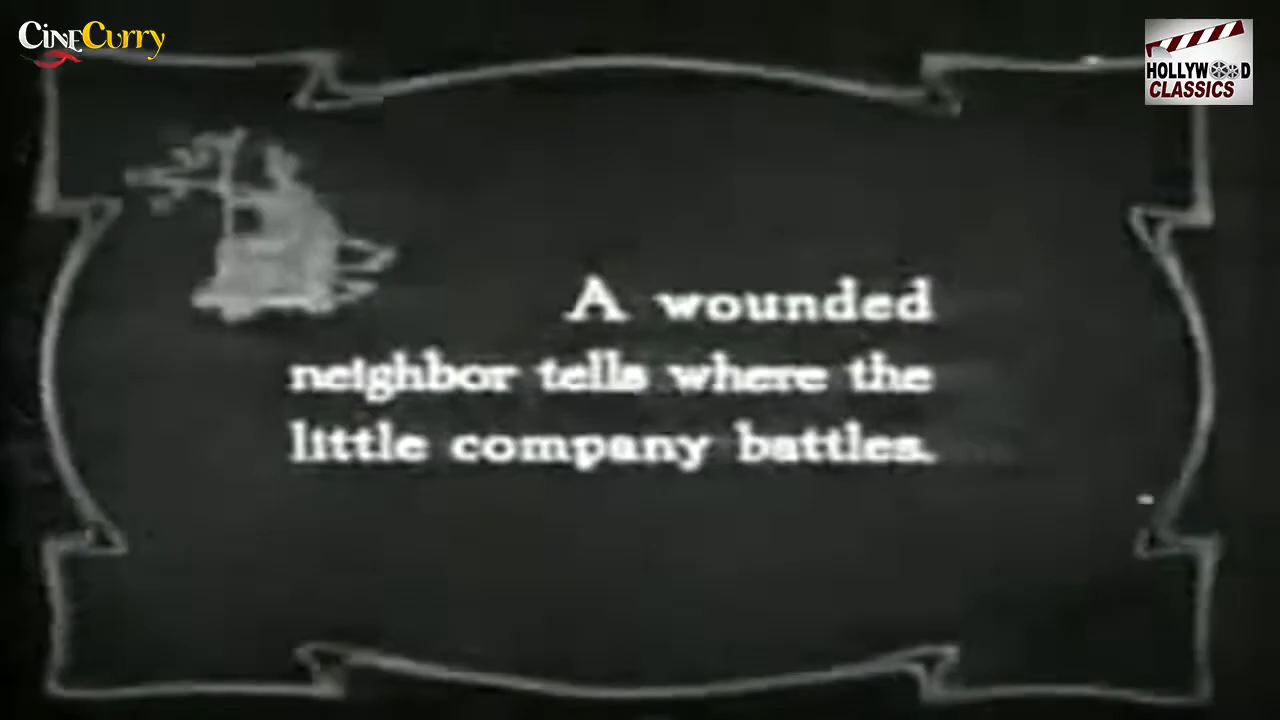 CineCurry
HOLLYWOOD
CLASSICS
A wounded
neighbor tells where the
little company battles.